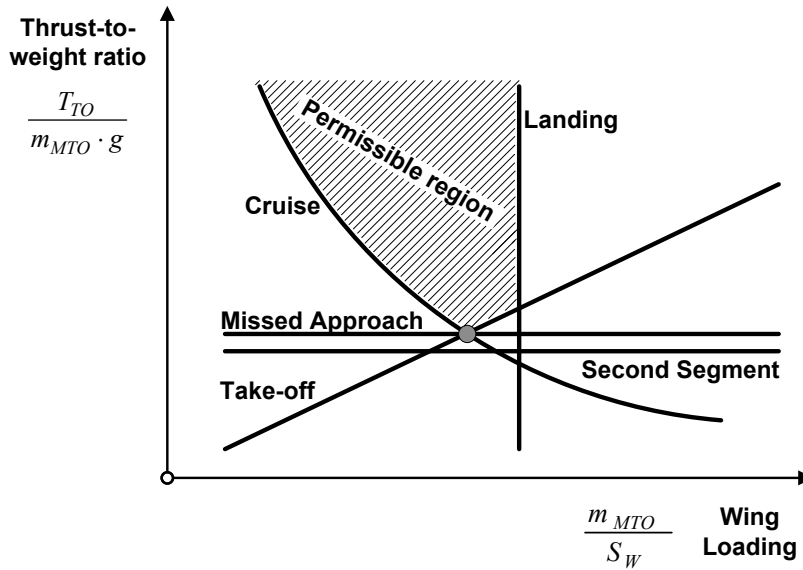 Thrust-to-
weight ratio
T_TO
m_MTO · g
Permissible region
Landing
Cruise
Missed Approach
Second Segment
Take-off
m_MTO
S_W
Wing
Loading